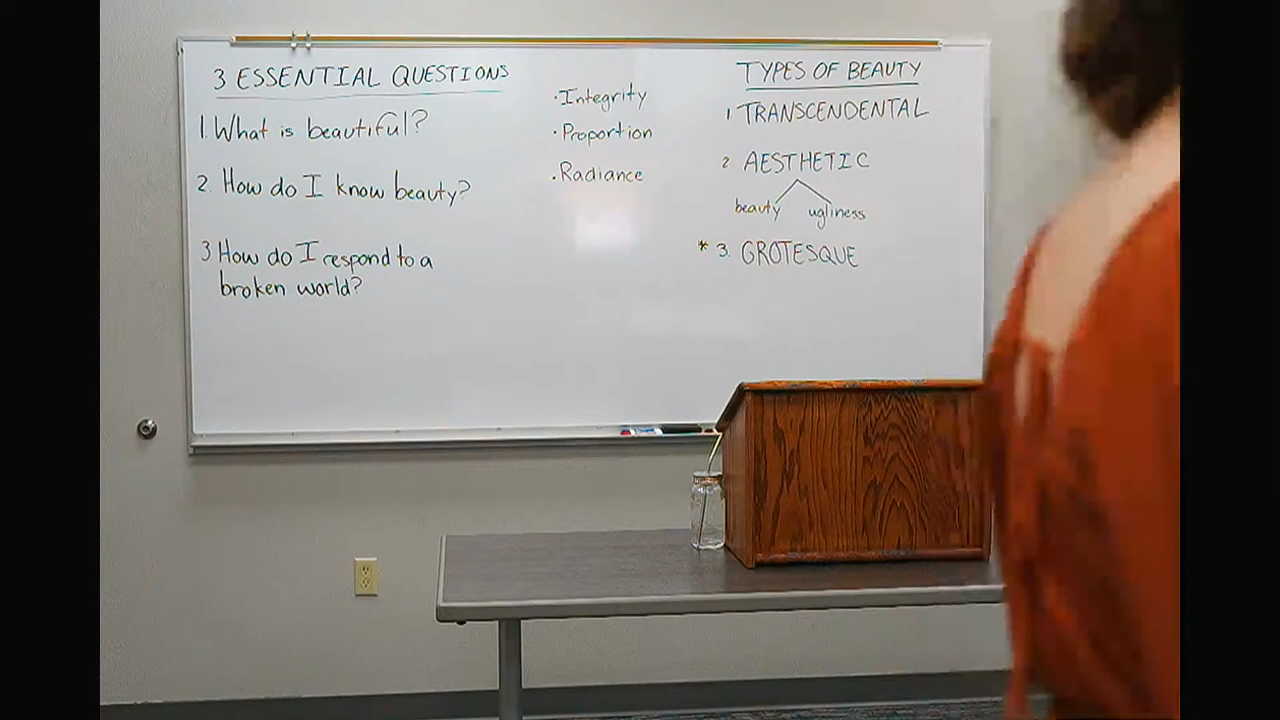 3 ESSENTIAL QUESTIONS
1. What is beautiful?
2. How do I know beauty?
3 How do I respond to a
broken world?
· Integrity
· Proportion
· Radiance
TYPES OF BEAUTY
1 TRANSCENDENTAL
2 AESTHETIC
beauty ugliness
* 3. GROTESQUE